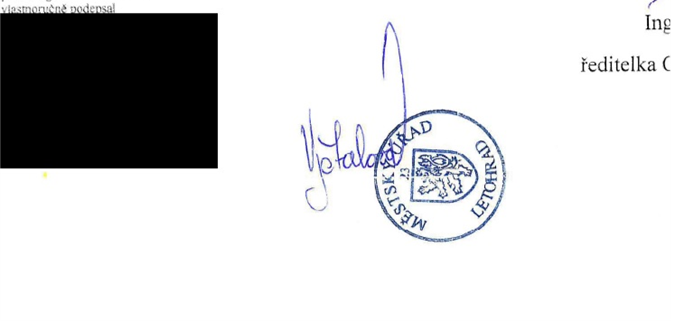 vlastnoručně podepsal
Ing
ředitelka
MĚSTSKÝ ÚŘAD
LETOHRAD